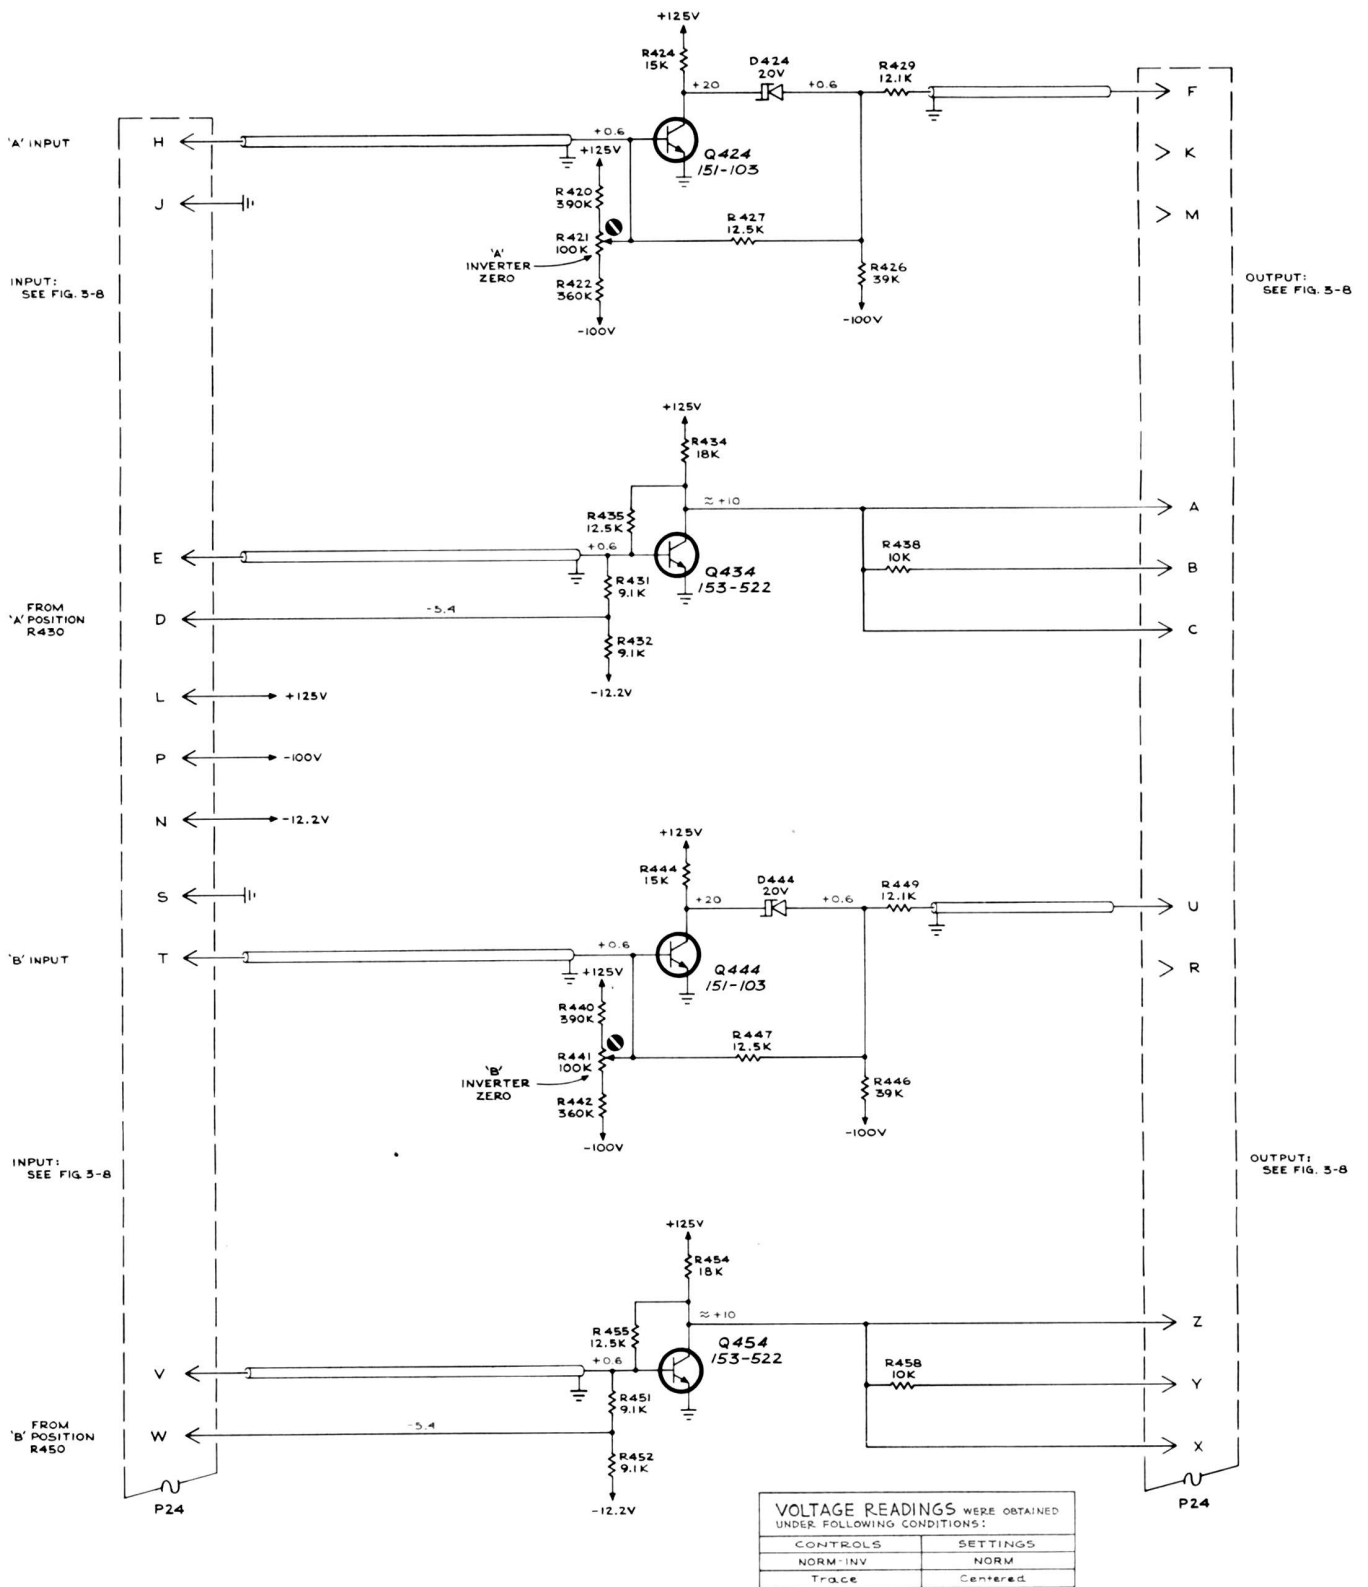 +125V
R424
15K
D424
20V
R429
12.1K
+20
+0.6
F
'A' INPUT
H
+0.6
+125V
Q424
151-103
K
J
R420
390K
M
R427
12.5K
R421
100K
'A'
INVERTER
ZERO
R422
360K
-100V
R426
39K
-100V
INPUT:
SEE FIG. 3-8
OUTPUT:
SEE FIG. 3-8
+125V
R434
18K
≈ +10
A
R435
12.5K
R438
10K
B
E
+0.6
Q434
153-522
R431
9.1K
FROM
'A' POSITION
R430
D
-5.4
C
R432
9.1K
-12.2V
L
+125V
P
-100V
N
-12.2V
+125V
R444
15K
D444
20V
R449
12.1K
S
+20
+0.6
U
'B' INPUT
T
+0.6
+125V
Q444
151-103
R
R440
390K
R447
12.5K
R441
100K
'B'
INVERTER
ZERO
R442
360K
-100V
R446
39K
-100V
INPUT:
SEE FIG. 3-8
OUTPUT:
SEE FIG. 3-8
+125V
R454
18K
≈ +10
Z
R455
12.5K
Q454
153-522
R458
10K
Y
V
+0.6
R451
9.1K
FROM
'B' POSITION
R450
W
-5.4
X
R452
9.1K
-12.2V
P24
P24
VOLTAGE READINGS WERE OBTAINED
UNDER FOLLOWING CONDITIONS:
CONTROLS SETTINGS
NORM-INV NORM
Trace Centered